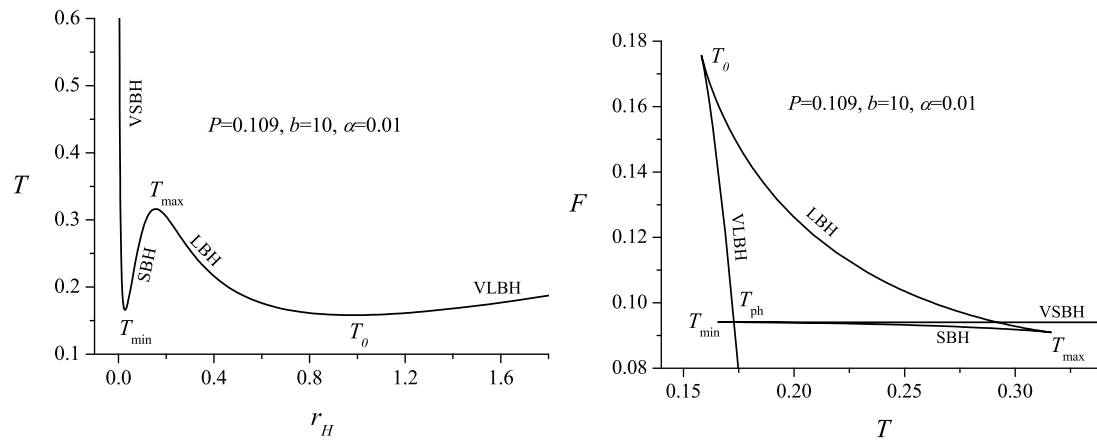 0.6
0.5
0.4
0.3
0.2
0.1
T
VSBH
P=0.109, b=10, α=0.01
T_max
SBH
LBH
VLBH
T_min
T_0
0.0 0.4 0.8 1.2 1.6
r_H
0.18
0.16
0.14
0.12
0.10
0.08
F
T_0
P=0.109, b=10, α=0.01
LBH
VLBH
T_ph
VSBH
T_min
SBH
T_max
0.15 0.20 0.25 0.30
T